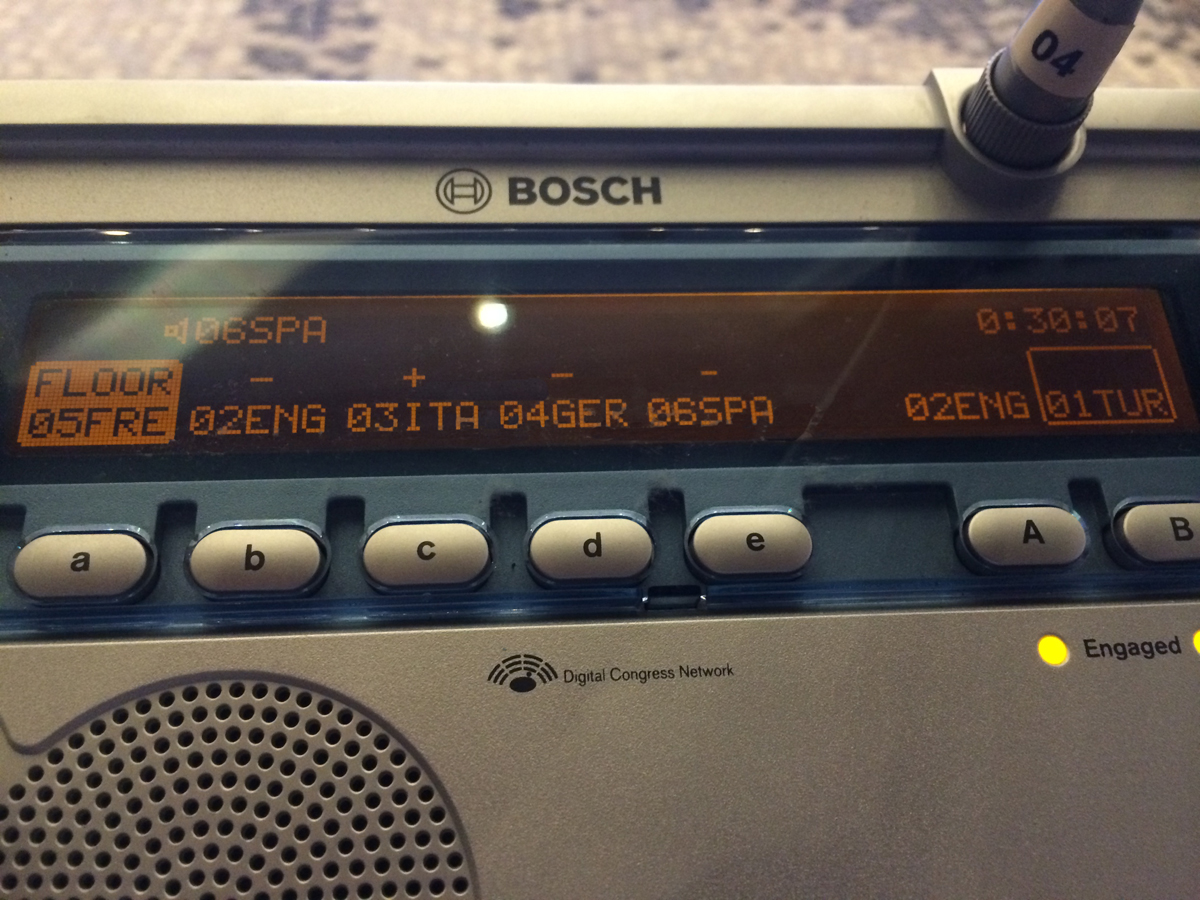 04
BOSCH
06SPA 0:30:07
FLOOR - + - -
05FRE 02ENG 03ITA 04GER 06SPA 02ENG 01TUR
a b c d e A B
Engaged
Digital Congress Network